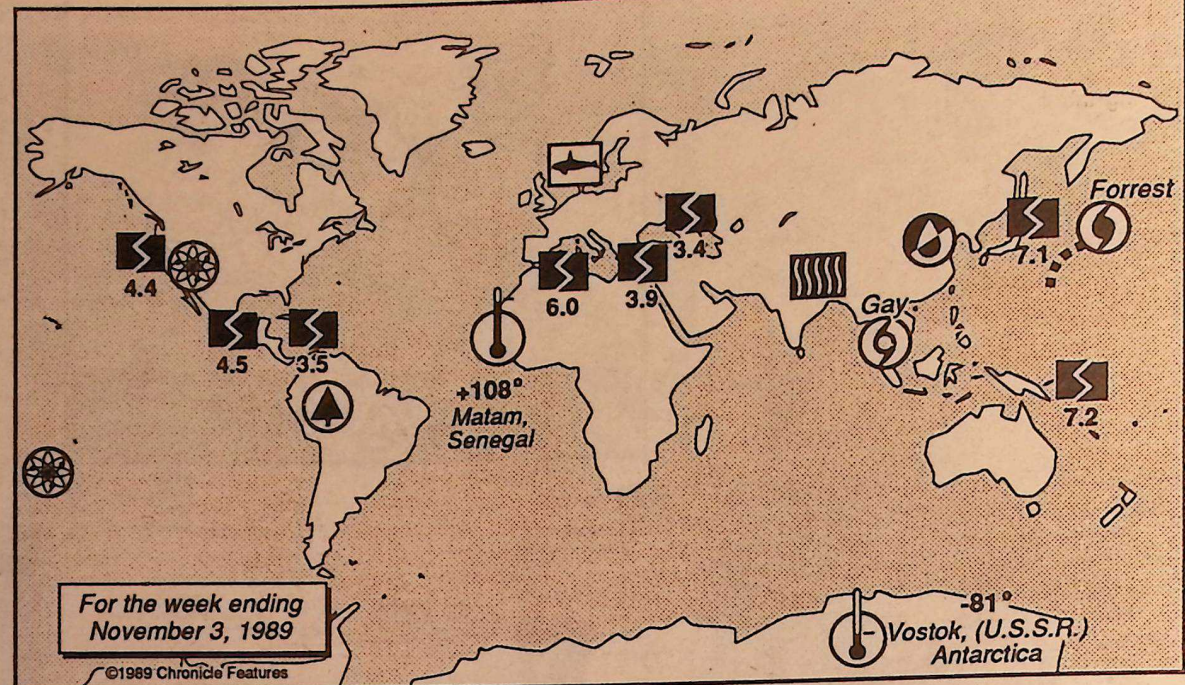 Forrest
3.4
7.1
4.4
6.0
3.9
Gay
4.5
3.5
+108°
Matam,
Senegal
7.2
For the week ending
November 3, 1989
-81°
Vostok, (U.S.S.R.)
Antarctica
©1989 Chronicle Features